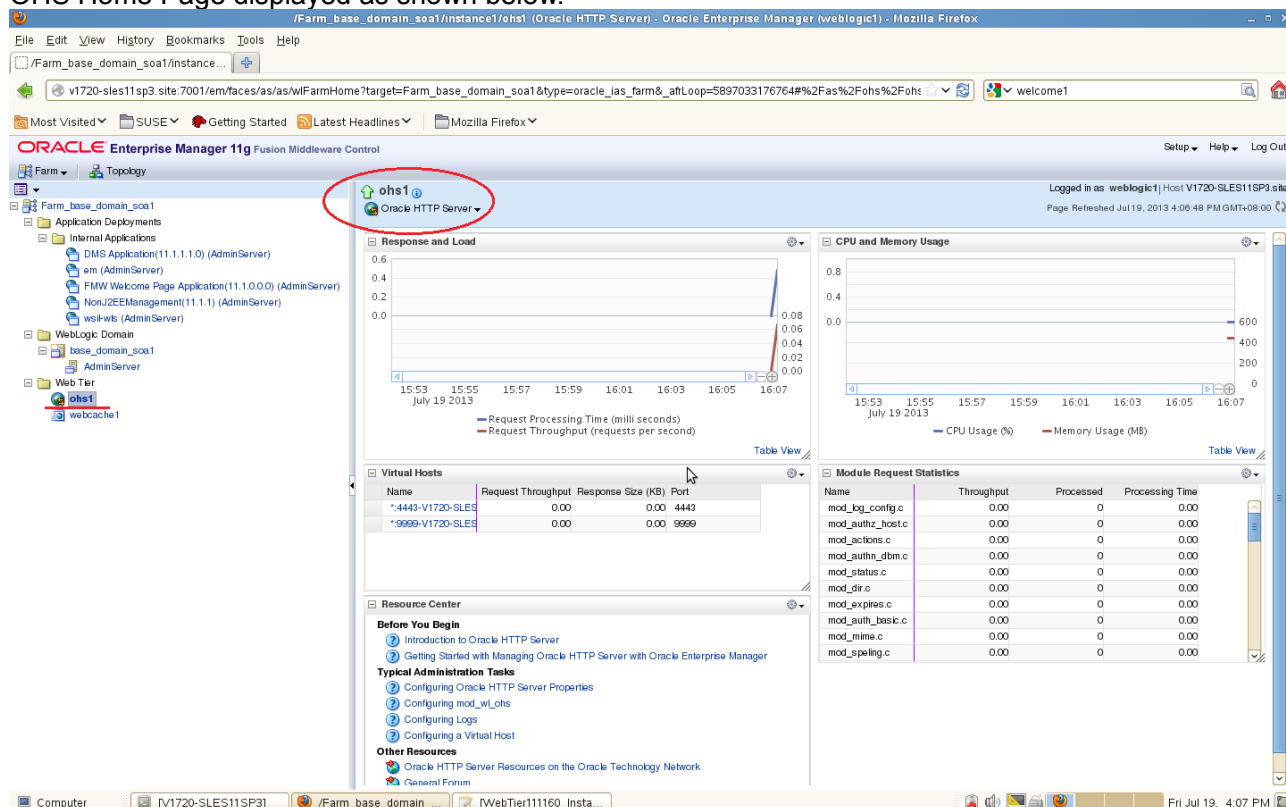 OHS Home Page displayed as shown below.
/Farm_base_domain_soa1/instance1/ohs1 (Oracle HTTP Server) - Oracle Enterprise Manager (weblogic1) - Mozilla Firefox
File Edit View History Bookmarks Tools Help
/Farm_base_domain_soa1/instance...
v1720-sles11sp3.site:7001/em/faces/as/as/wlFarmHome?target=Farm_base_domain_soa1&type=oracle_ias_farm&_afrLoop=5897033176764#%2Fas%2Fohs%2Fohs welcome1
Most Visited SUSE Getting Started Latest Headlines Mozilla Firefox
ORACLE Enterprise Manager 11g Fusion Middleware Control
Setup Help Log Out
Farm Topology
ohs1
Oracle HTTP Server
Logged in as weblogic1| Host V1720-SLES11SP3.site
Page Refreshed Jul 19, 2013 4:06:48 PM GMT+08:00
Farm_base_domain_soa1
Application Deployments
Internal Applications
DMS Application(11.1.1.1.0) (AdminServer)
em (AdminServer)
FMW Welcome Page Application(11.1.0.0.0) (AdminServer)
NonJ2EEManagement(11.1.1) (AdminServer)
wsil-wls (AdminServer)
WebLogic Domain
base_domain_soa1
AdminServer
Web Tier
ohs1
webcache1
Response and Load
0.6
0.4
0.2
0.0
0.08
0.06
0.04
0.02
0.00
15:53 15:55 15:57 15:59 16:01 16:03 16:05 16:07
July 19 2013
Request Processing Time (milli seconds)
Request Throughput (requests per second)
Table View
CPU and Memory Usage
0.8
0.4
0.0
600
400
200
0
15:53 15:55 15:57 15:59 16:01 16:03 16:05 16:07
July 19 2013
CPU Usage (%) Memory Usage (MB)
Table View
Virtual Hosts
Name Request Throughput Response Size (KB) Port
*:4443-V1720-SLES 0.00 0.00 4443
*:9999-V1720-SLES 0.00 0.00 9999
Module Request Statistics
Name Throughput Processed Processing Time
mod_log_config.c 0.00 0 0.00
mod_authz_host.c 0.00 0 0.00
mod_actions.c 0.00 0 0.00
mod_authn_dbm.c 0.00 0 0.00
mod_status.c 0.00 0 0.00
mod_dir.c 0.00 0 0.00
mod_expires.c 0.00 0 0.00
mod_auth_basic.c 0.00 0 0.00
mod_mime.c 0.00 0 0.00
mod_speling.c 0.00 0 0.00
Resource Center
Before You Begin
Introduction to Oracle HTTP Server
Getting Started with Managing Oracle HTTP Server with Oracle Enterprise Manager
Typical Administration Tasks
Configuring Oracle HTTP Server Properties
Configuring mod_wl_ohs
Configuring Logs
Configuring a Virtual Host
Other Resources
Oracle HTTP Server Resources on the Oracle Technology Network
General Forum
Computer [V1720-SLES11SP3] /Farm_base_domain_... [WebTier111160_Insta... Fri Jul 19, 4:07 PM